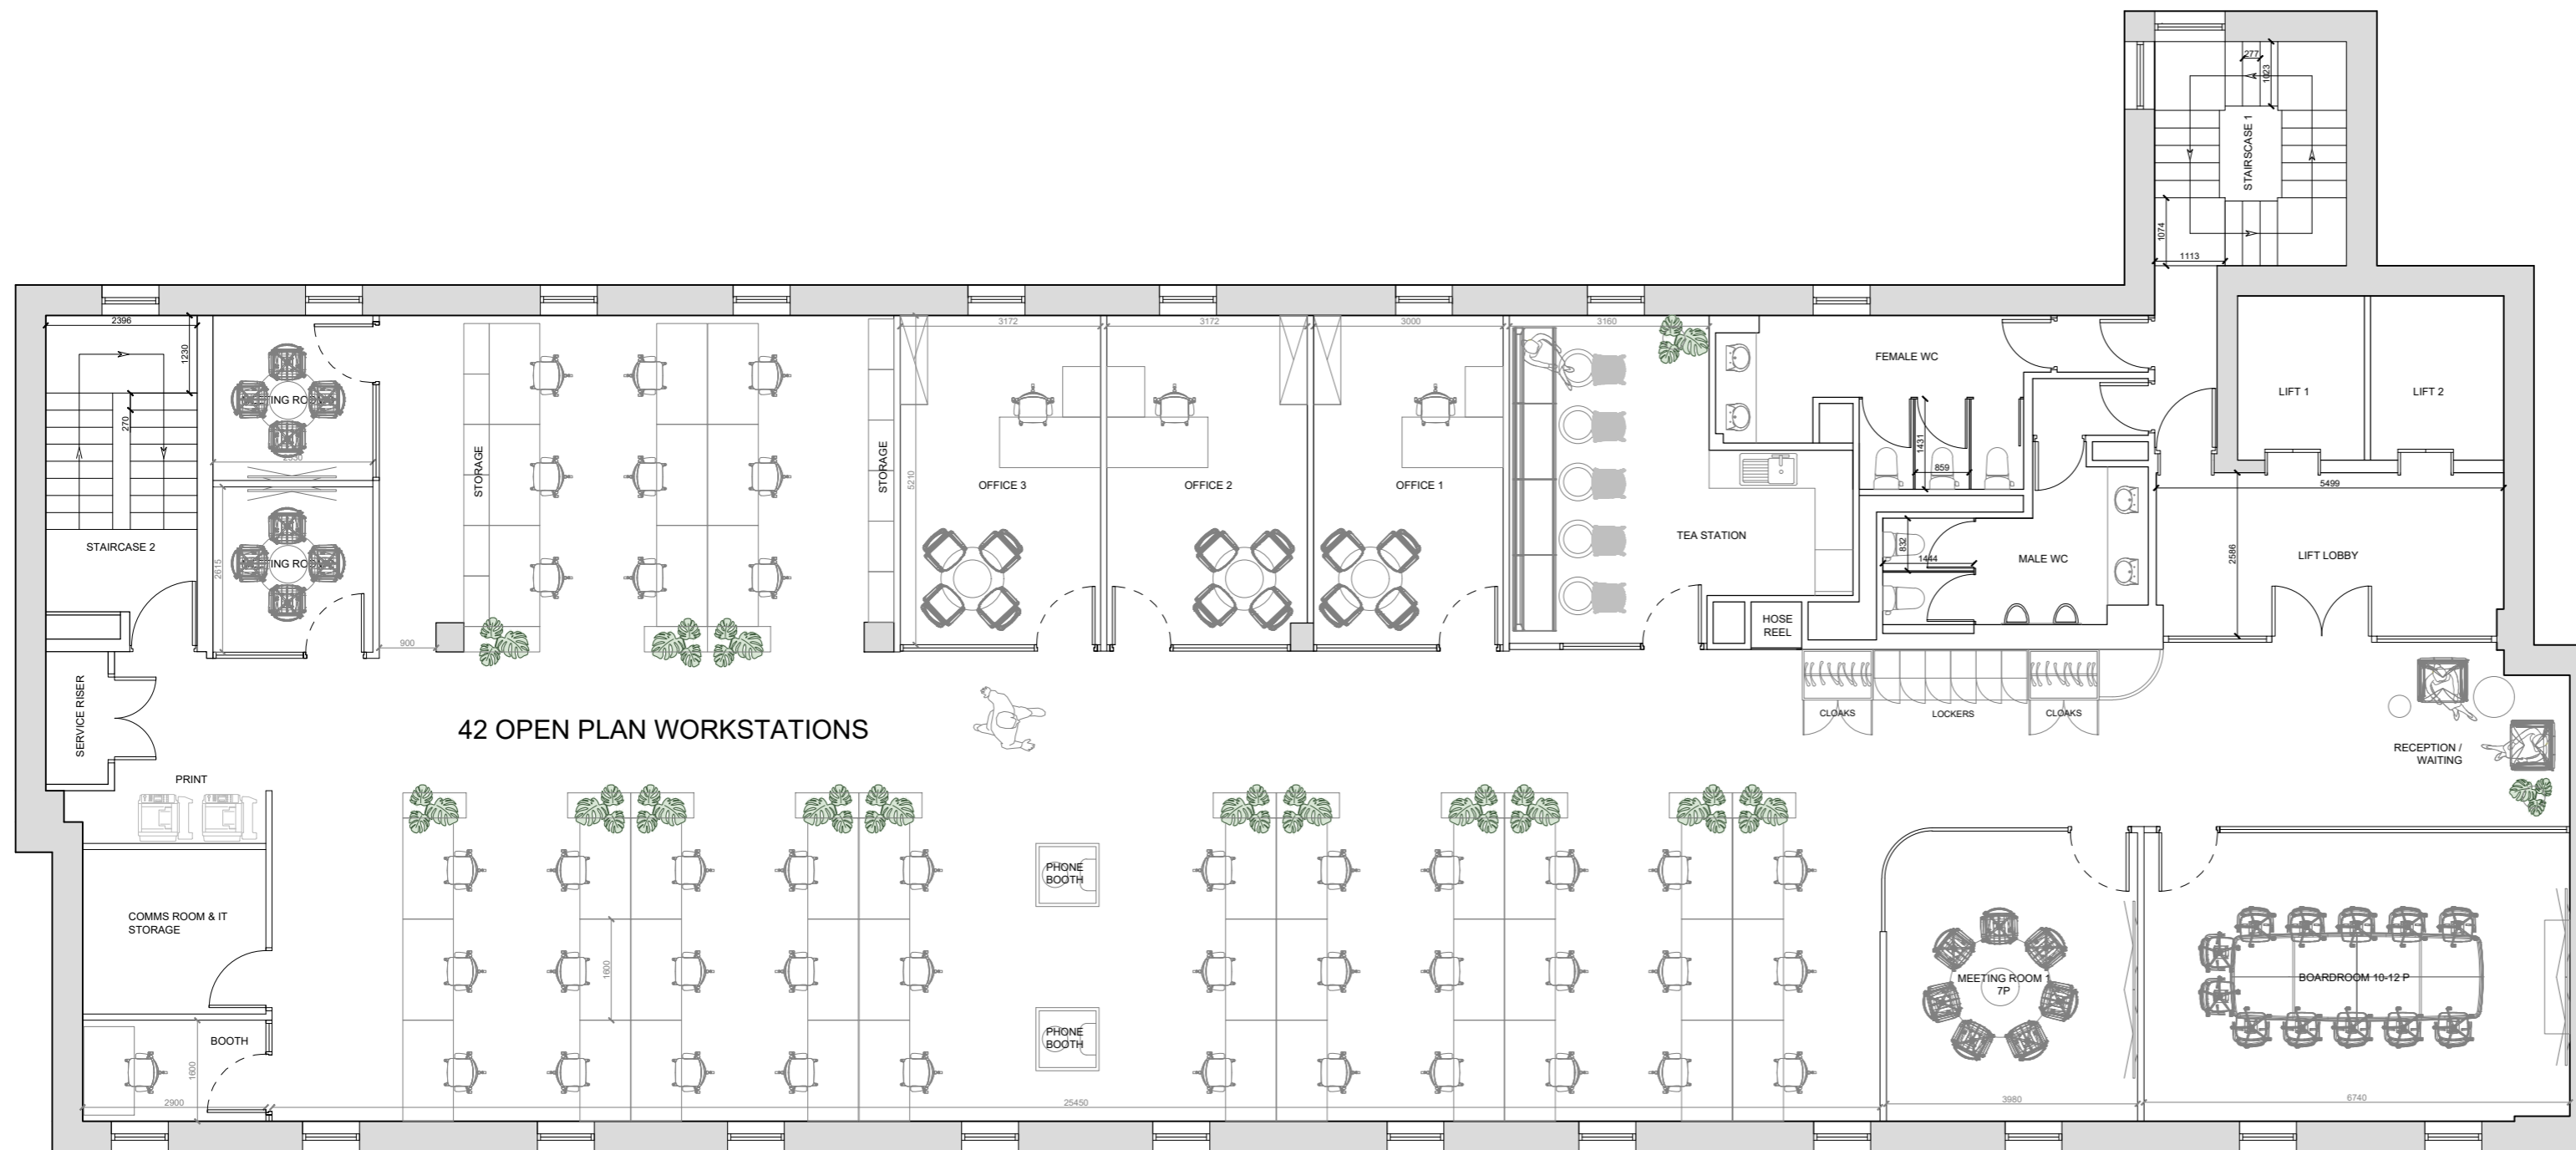 277
1023
STAIRSCASE 1
1074
1113
2396
1230
270
STAIRCASE 2
2615
STORAGE
STORAGE
900
3172
3172
3000
3160
5210
OFFICE 3
OFFICE 2
OFFICE 1
TEA STATION
HOSE
REEL
FEMALE WC
1431
859
832
1444
MALE WC
LIFT 1
LIFT 2
5499
2586
LIFT LOBBY
SERVICE RISER
42 OPEN PLAN WORKSTATIONS
CLOAKS
LOCKERS
CLOAKS
RECEPTION /
WAITING
PRINT
COMMS ROOM & IT
STORAGE
BOOTH
1600
1600
PHONE
BOOTH
PHONE
BOOTH
MEETING ROOM 1
7P
BOARDROOM 10-12 P
2900
25450
3980
6740